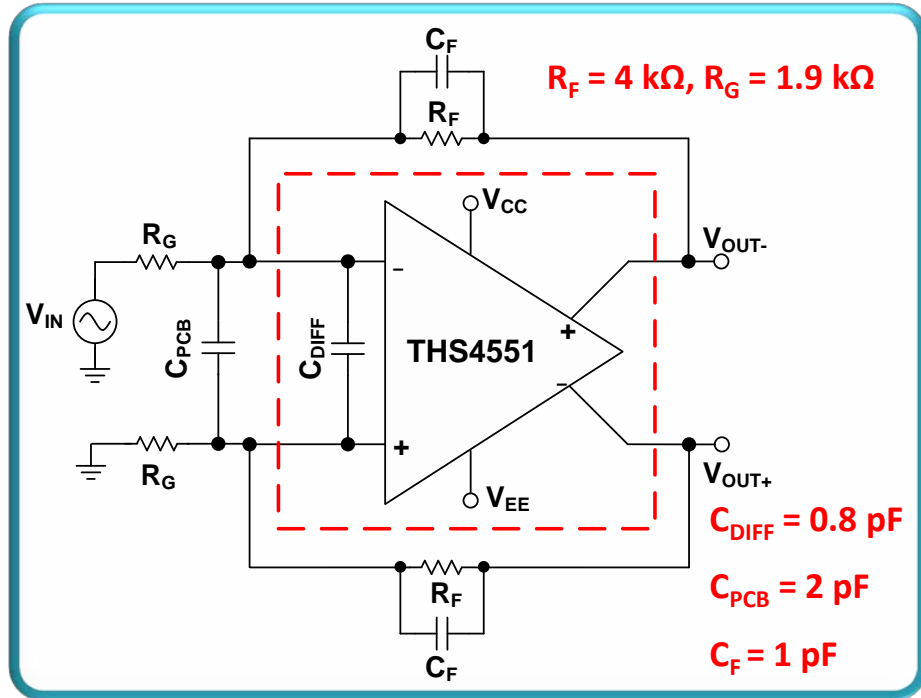 C_F
R_F = 4 kΩ, R_G = 1.9 kΩ
R_F
V_CC
R_G
V_OUT-
–
V_IN
C_PCB
C_DIFF
THS4551
+
–
+
R_G
V_EE
V_OUT+
C_DIFF = 0.8 pF
R_F
C_PCB = 2 pF
C_F
C_F = 1 pF